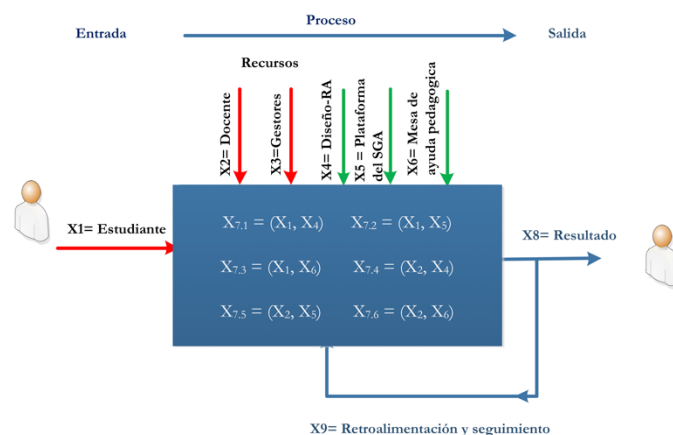 Proceso
Entrada
Salida
Recursos
X2= Docente
X3=Gestores
X4= Diseño-RA
X5 = Plataforma
del SGA
X6= Mesa de
ayuda pedagogica
X1= Estudiante
X7.1 = (X1, X4)
X7.2 = (X1, X5)
X7.3 = (X1, X6)
X7.4 = (X2, X4)
X7.5 = (X2, X5)
X7.6 = (X2, X6)
X8= Resultado
X9= Retroalimentación y seguimiento